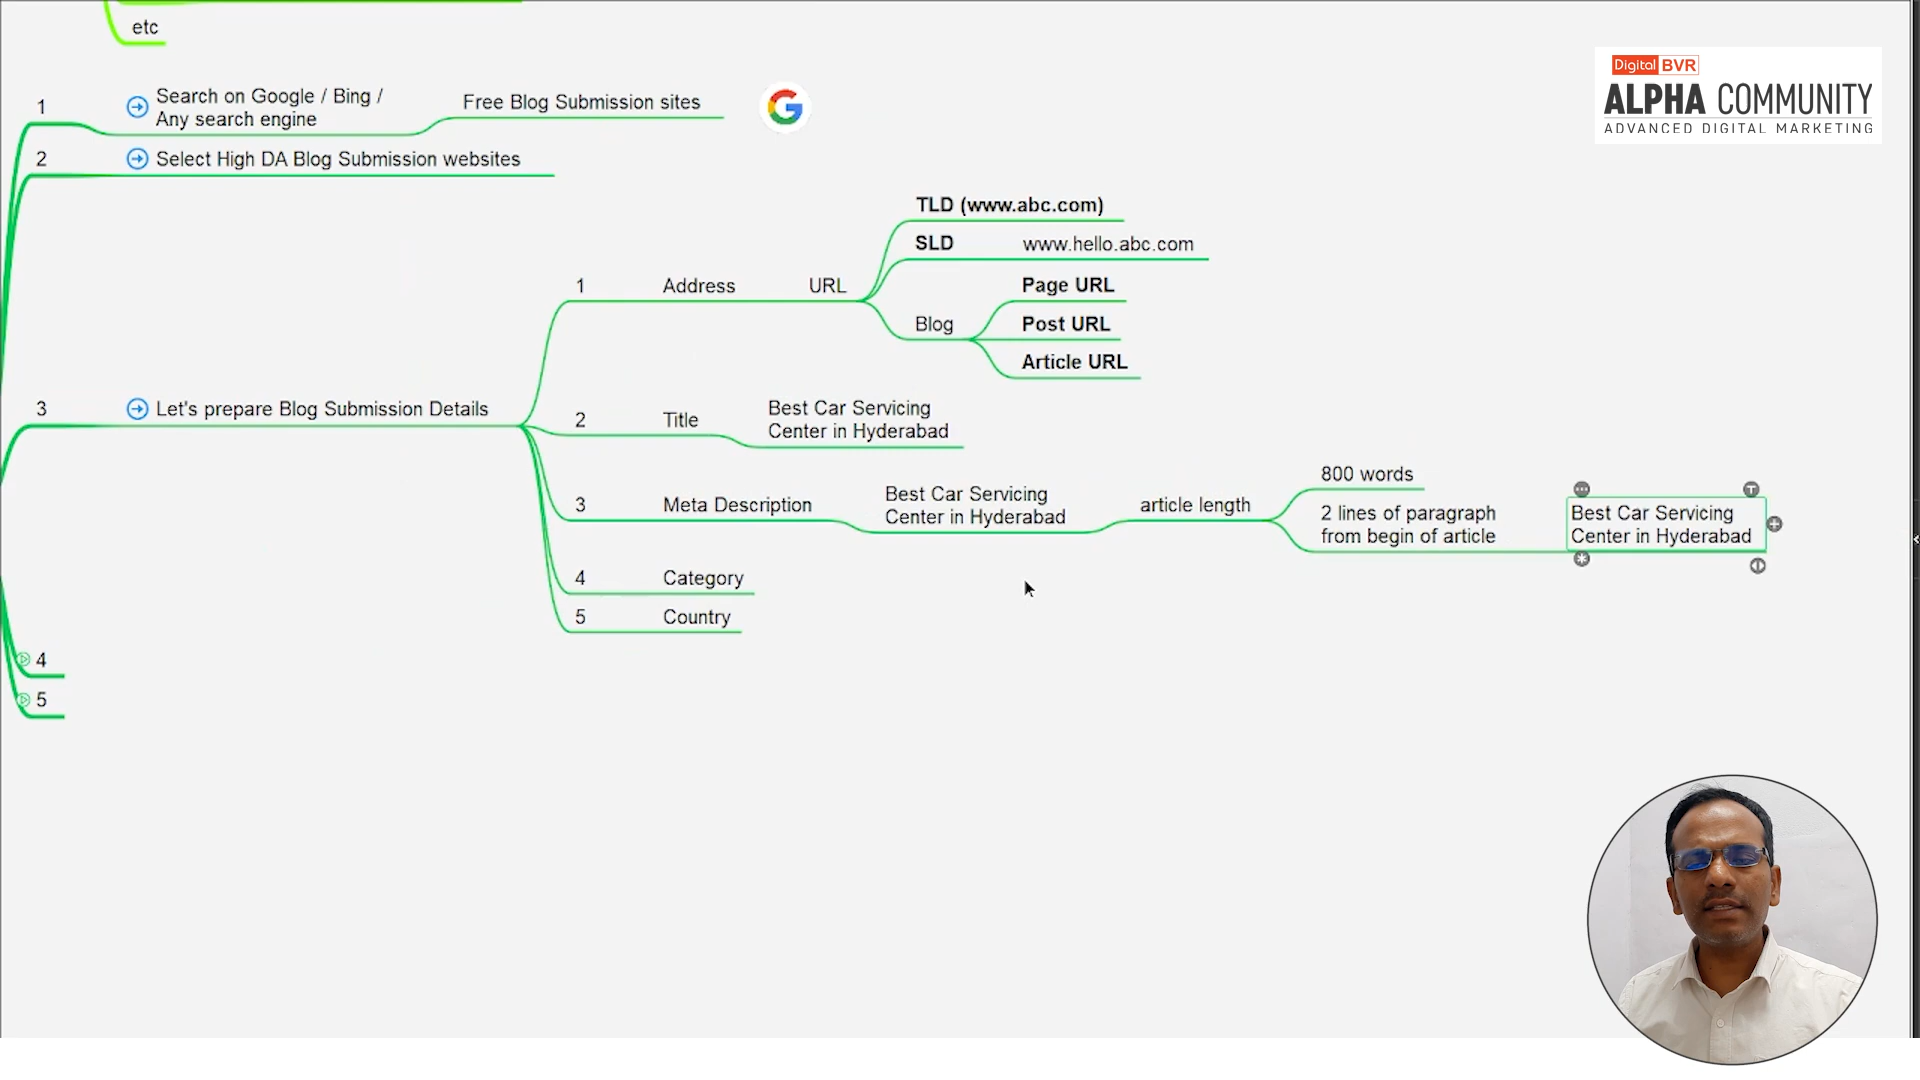 etc
Digital BVR
ALPHA COMMUNITY
ADVANCED DIGITAL MARKETING
1
Search on Google / Bing /
Any search engine
Free Blog Submission sites
2
Select High DA Blog Submission websites
3
Let's prepare Blog Submission Details
1
Address
URL
TLD (www.abc.com)
SLD
www.hello.abc.com
Blog
Page URL
Post URL
Article URL
2
Title
Best Car Servicing
Center in Hyderabad
3
Meta Description
Best Car Servicing
Center in Hyderabad
article length
800 words
2 lines of paragraph
from begin of article
Best Car Servicing
Center in Hyderabad
4
Category
5
Country
4
5